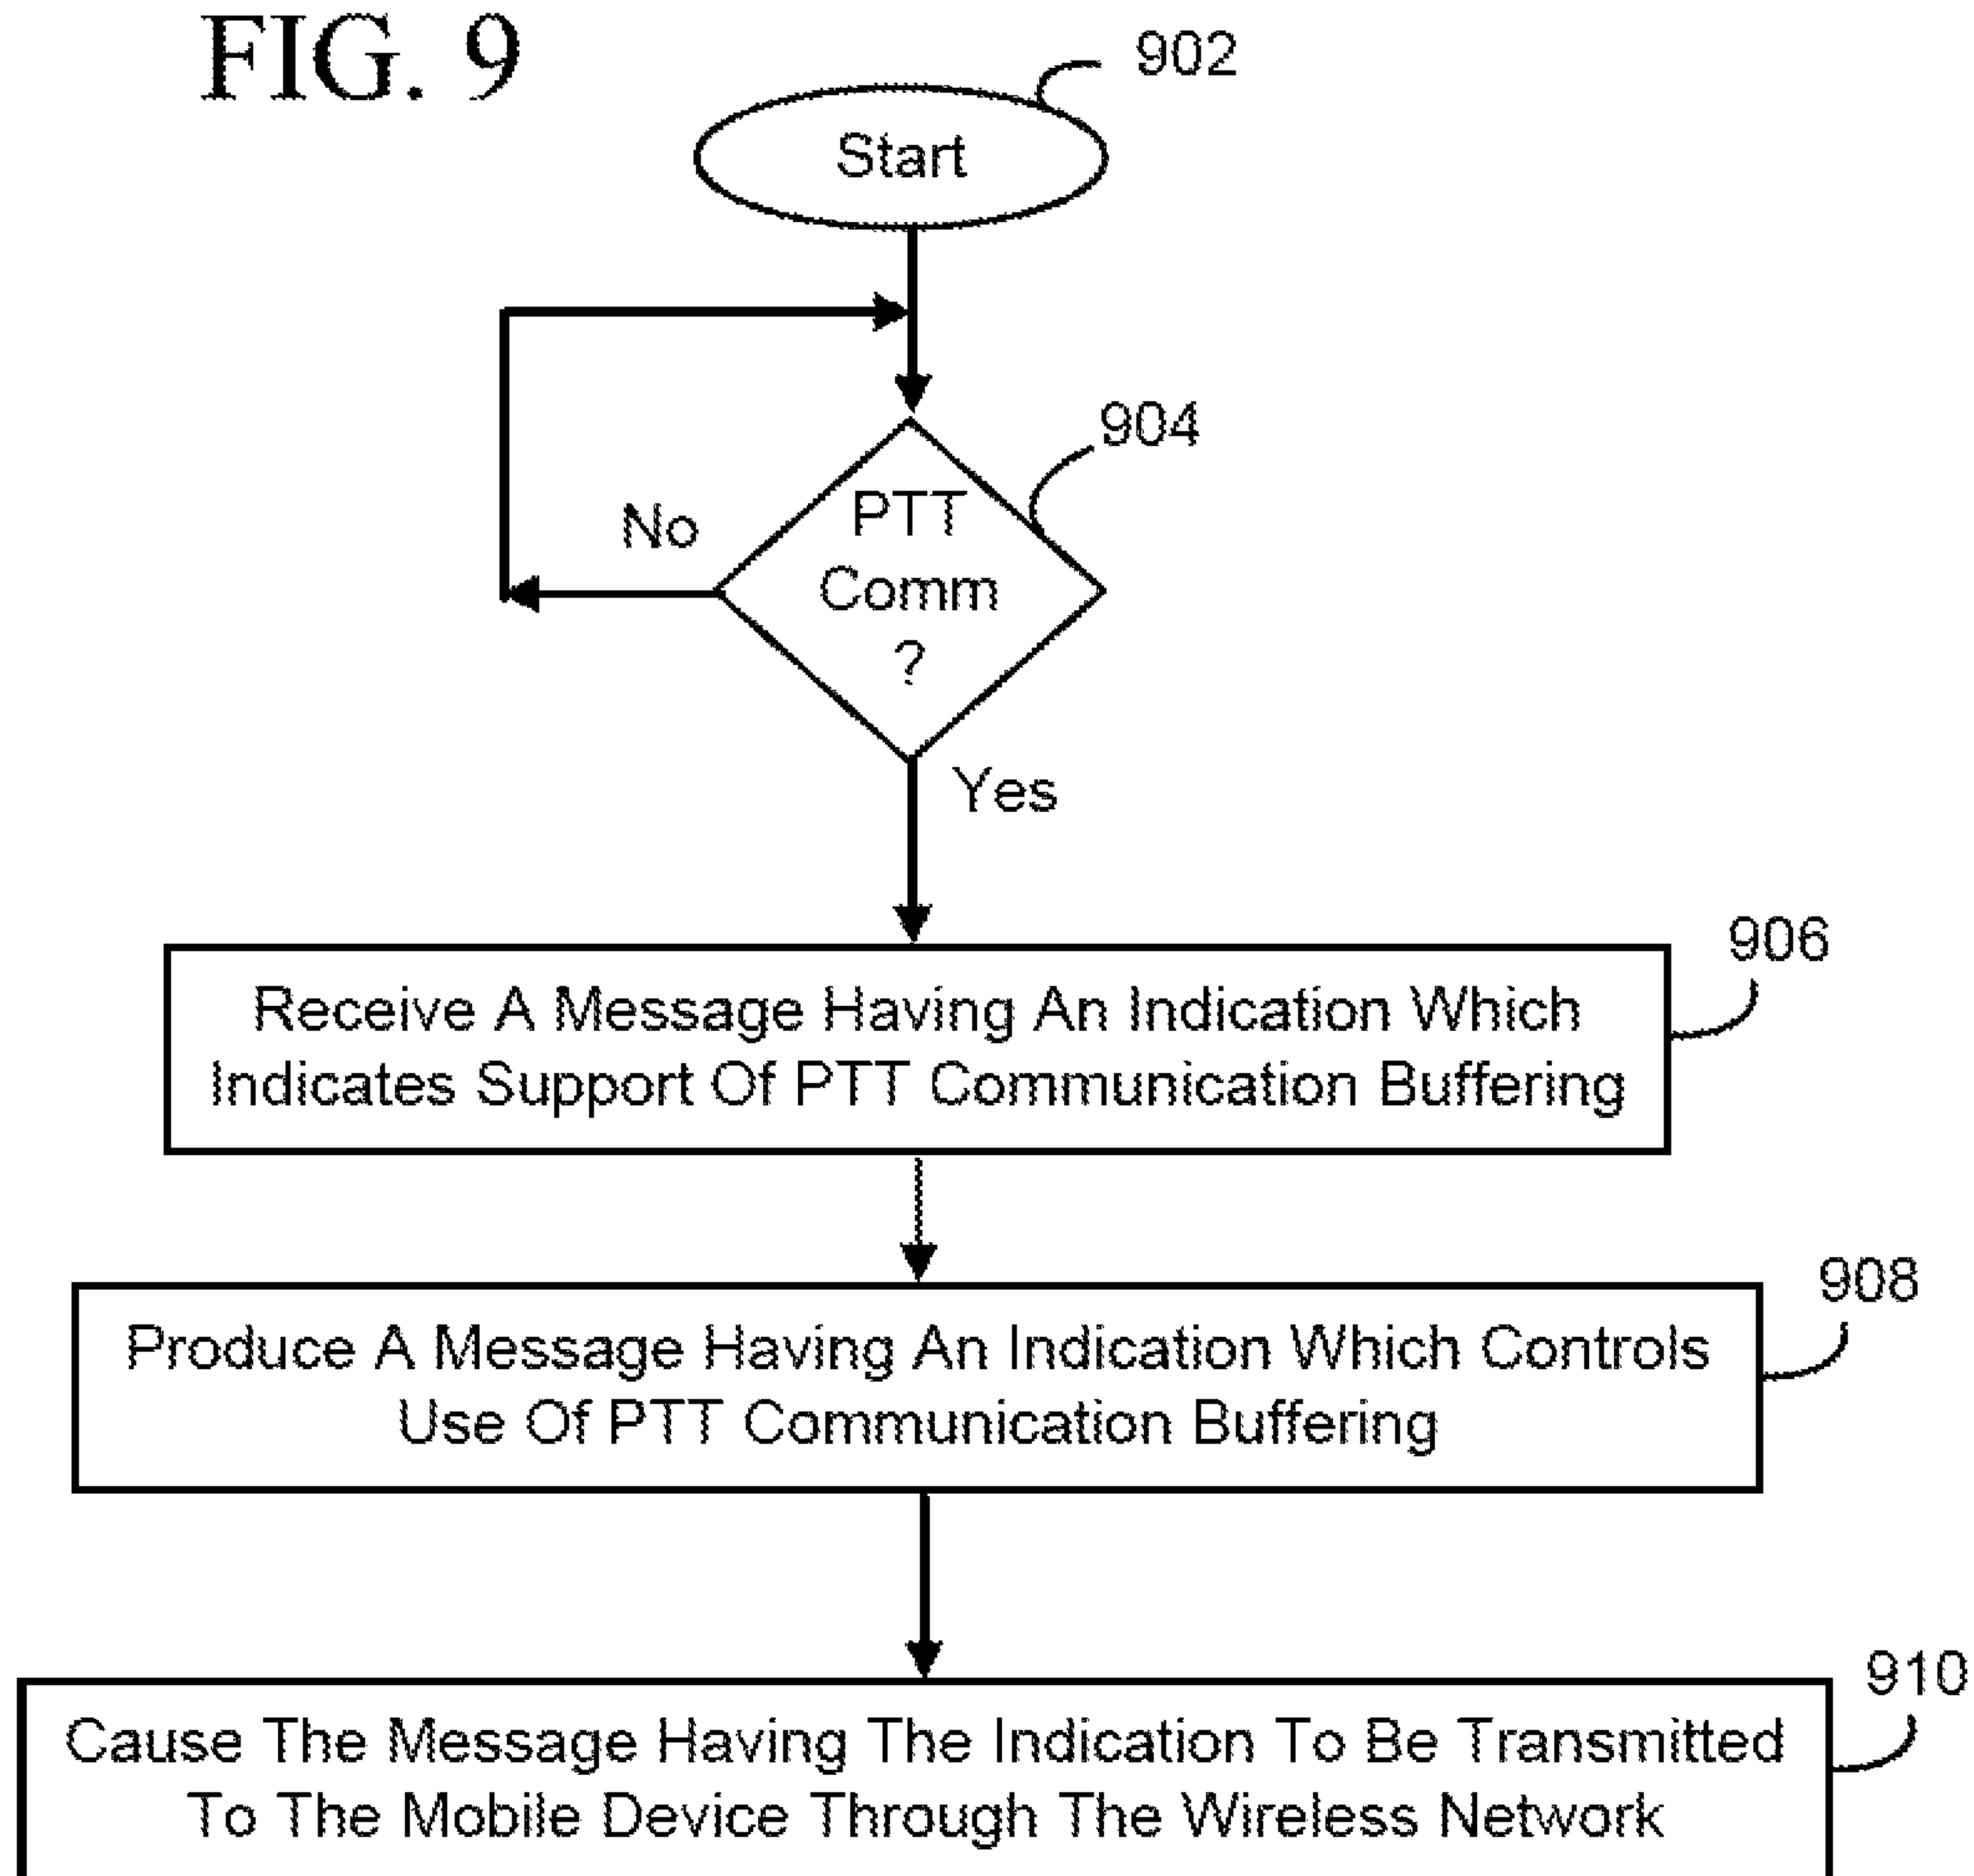 FIG. 9
902
Start
904
PTT
Comm
?
No
Yes
906
Receive A Message Having An Indication Which
Indicates Support Of PTT Communication Buffering
908
Produce A Message Having An Indication Which Controls
Use Of PTT Communication Buffering
910
Cause The Message Having The Indication To Be Transmitted
To The Mobile Device Through The Wireless Network